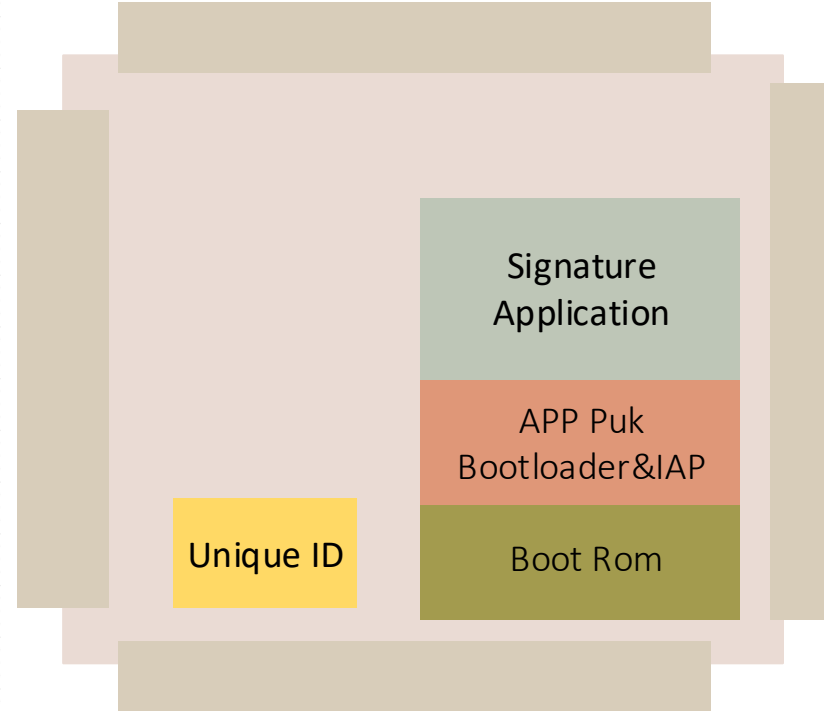 Signature
Application
APP Puk
Bootloader&IAP
Unique ID
Boot Rom